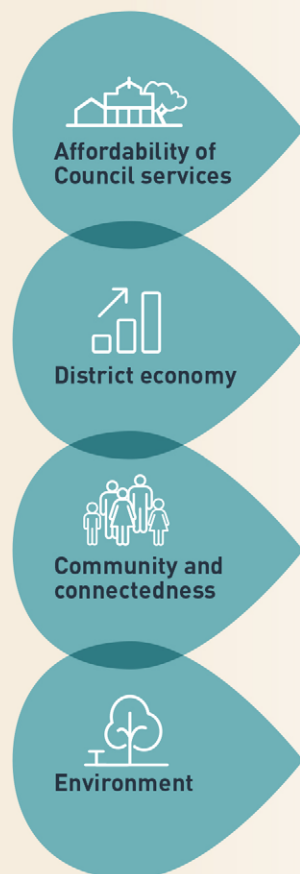 Affordability of
Council services
District economy
Community and
connectedness
Environment